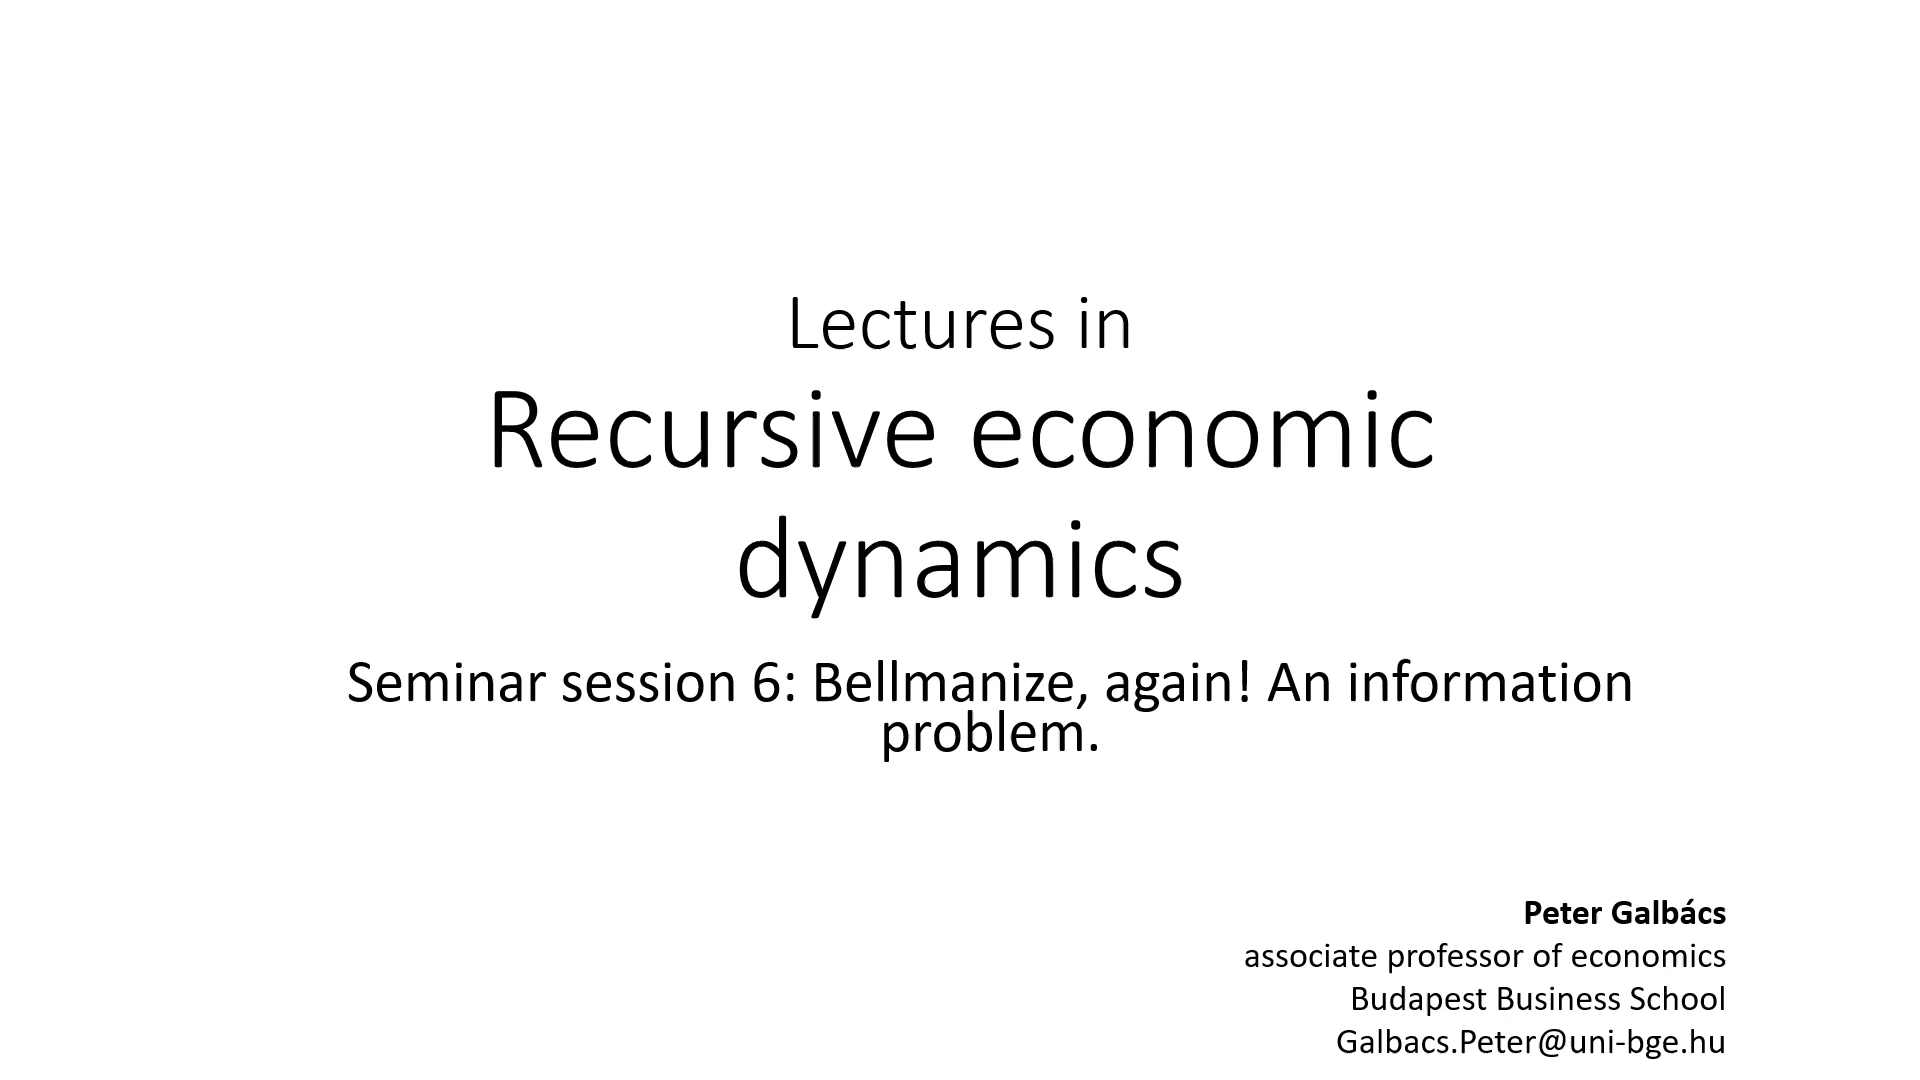 Lectures in
Recursive economic
dynamics
Seminar session 6: Bellmanize, again! An information
problem.
Peter Galbács
associate professor of economics
Budapest Business School
Galbacs.Peter@uni-bge.hu